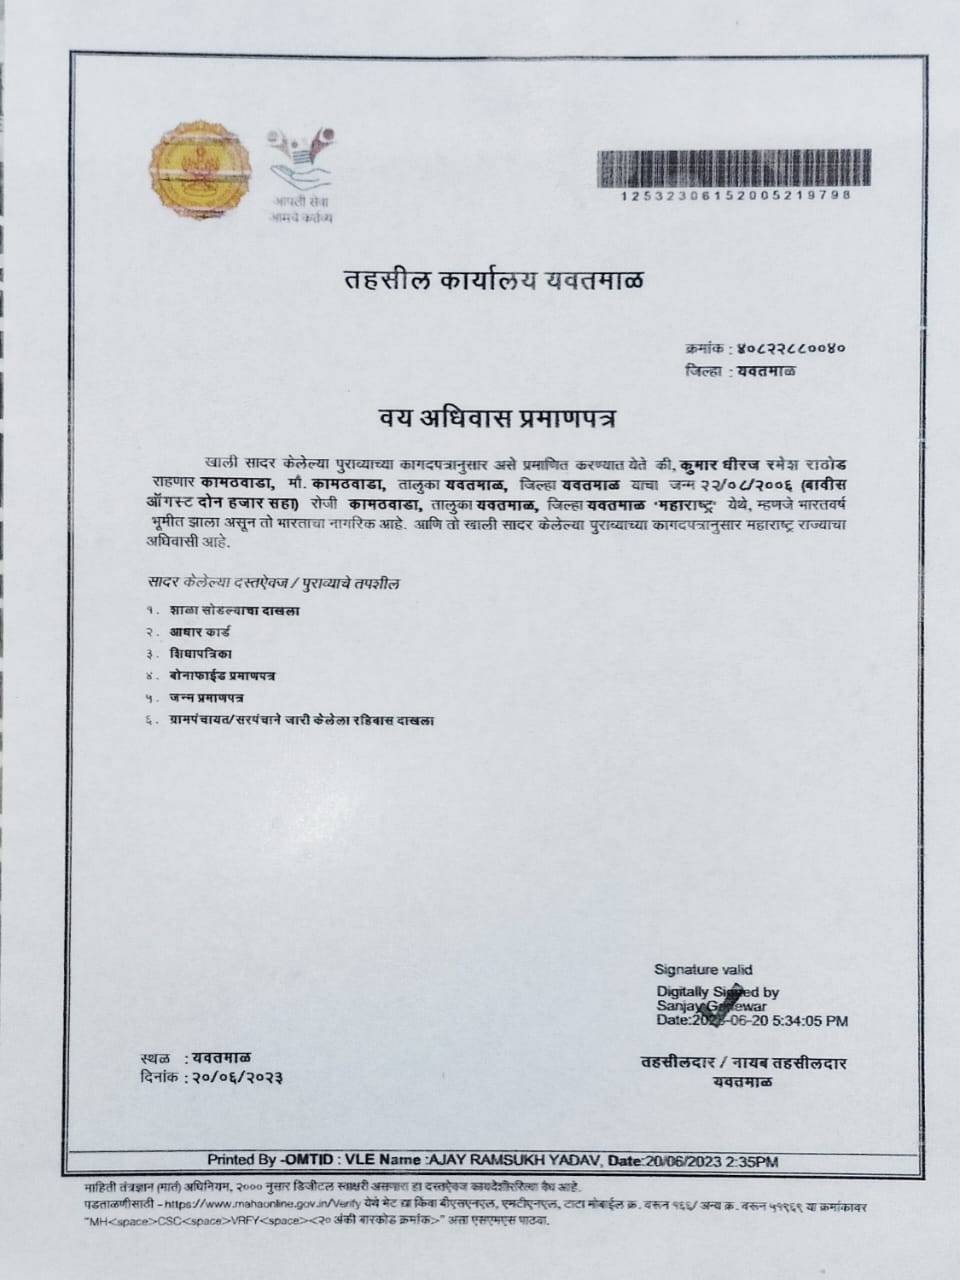 आपली सेवा
आमचे कर्तव्य
12532306152005219798
तहसील कार्यालय यवतमाळ
क्रमांक : ४०८२२८८००४०
जिल्हा : यवतमाळ
वय अधिवास प्रमाणपत्र
खाली सादर केलेल्या पुराव्याच्या कागदपत्रानुसार असे प्रमाणित करण्यात येते की, कुमार धीरज रमेश राठोड
राहणार कामठवाडा, मौ. कामठवाडा, तालुका यवतमाळ, जिल्हा यवतमाळ याचा जन्म २२/०८/२००६ (बावीस
ऑगस्ट दोन हजार सहा) रोजी कामठवाडा, तालुका यवतमाळ, जिल्हा यवतमाळ 'महाराष्ट्र' येथे, म्हणजे भारतवर्ष
भूमीत झाला असून तो भारताचा नागरिक आहे. आणि तो खाली सादर केलेल्या पुराव्याच्या कागदपत्रानुसार महाराष्ट्र राज्याचा
अधिवासी आहे.
सादर केलेल्या दस्तऐवज / पुराव्याचे तपशील
१. शाळा सोडल्याचा दाखला
२. आधार कार्ड
३. शिधापत्रिका
४. बोनाफाईड प्रमाणपत्र
५. जन्म प्रमाणपत्र
६. ग्रामपंचायत/सरपंचाने जारी केलेला रहिवास दाखला
Signature valid
Digitally Signed by
Sanjay
Date:2023-06-20 5:34:05 PM
स्थळ : यवतमाळ
दिनांक : २०/०६/२०२३
तहसीलदार / नायब तहसीलदार
यवतमाळ
Printed By -OMTID : VLE Name :AJAY RAMSUKH YADAV, Date:20/06/2023 2:35PM
माहिती तंत्रज्ञान अधिनियम, २००० नुसार डिजीटल स्वाक्षरी असणारा हा दस्तऐवज कायदेशीररित्या वैध आहे.
पडताळणीसाठी - https://www.mahaonline.gov.in/Verify येथे भेट द्या किंवा बीएसएनएल, एमटीएनएल, टाटा मोबाईल क्र. वरून १६६/ अन्य क्र. वरून ५१९६९ या क्रमांकावर
"MH<space>CSC<space>VRFY<space><२० अंकी बारकोड क्रमांक>" असा एसएमएस पाठवा.